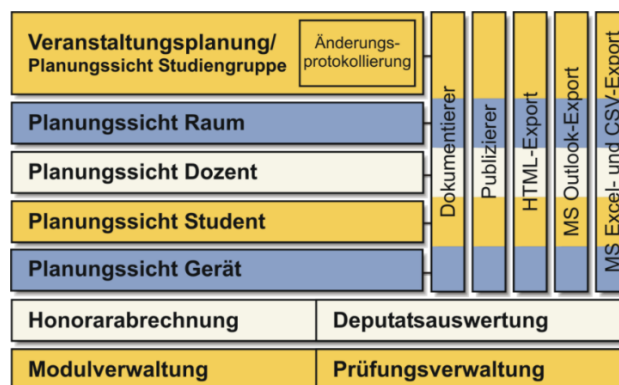 Veranstaltungsplanung/
Planungssicht Studiengruppe
Änderungs-
protokollierung
Planungssicht Raum
Planungssicht Dozent
Planungssicht Student
Planungssicht Gerät
Dokumentierer
Publizierer
HTML-Export
MS Outlook-Export
MS Excel- und CSV-Export
Honorarabrechnung
Deputatsauswertung
Modulverwaltung
Prüfungsverwaltung